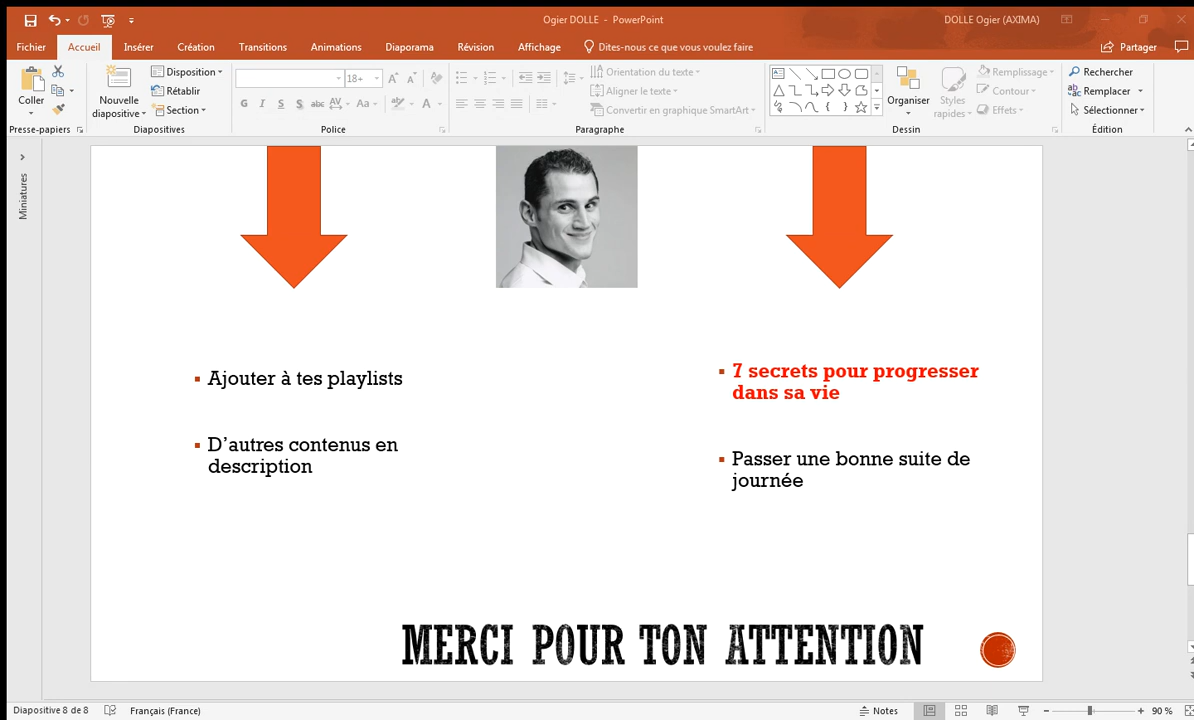 Ogier DOLLE - PowerPoint
DOLLE Ogier (AXIMA)
Fichier Accueil Insérer Création Transitions Animations Diaporama Révision Affichage Dites-nous ce que vous voulez faire Partager
Coller
Presse-papiers
Nouvelle
diapositive
Disposition
Rétablir
Section
Diapositives
18+
G I S S abc AV Aa A
Police
Orientation du texte
Aligner le texte
Convertir en graphique SmartArt
Paragraphe
Organiser
Styles
rapides
Remplissage
Contour
Effets
Dessin
Rechercher
Remplacer
Sélectionner
Édition
Miniatures
Ajouter à tes playlists
D'autres contenus en
description
7 secrets pour progresser
dans sa vie
Passer une bonne suite de
journée
MERCI POUR TON ATTENTION
Diapositive 8 de 8 Français (France) Notes 90 %